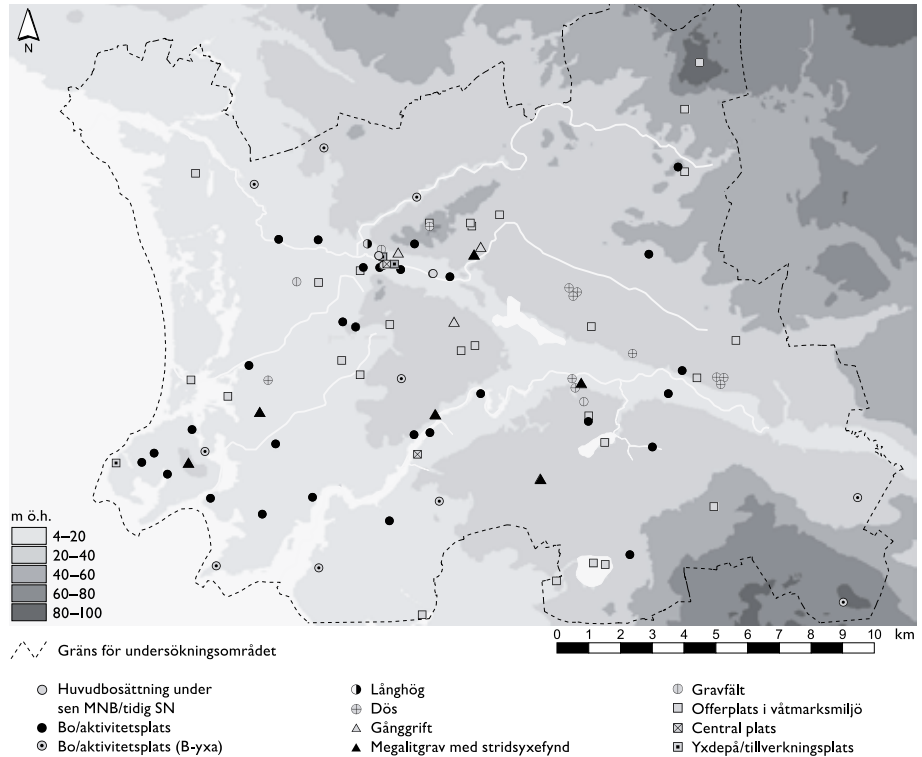 N
m ö.h.
4–20
20–40
40–60
60–80
80–100
Gräns för undersökningsområdet
0 1 2 3 4 5 6 7 8 9 10 km
Huvudbosättning under
sen MNB/tidig SN
Bo/aktivitetsplats
Bo/aktivitetsplats (B-yxa)
Långhög
Dös
Gånggrift
Megalitgrav med stridsyxefynd
Gravfält
Offerplats i våtmarksmiljö
Central plats
Yxdepå/tillverkningsplats